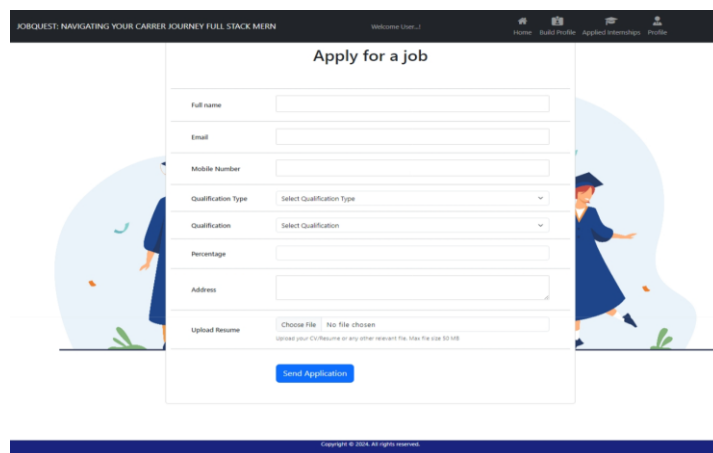 JOBQUEST: NAVIGATING YOUR CARRER JOURNEY FULL STACK MERN
Welcome User..!
Home Build Profile Applied Internships Profile
Apply for a job
Full name
Email
Mobile Number
Qualification Type Select Qualification Type
Qualification Select Qualification
Percentage
Address
Upload Resume Choose File No file chosen
Upload your CV/Resume or any other relevant file. Max file size 50 MB
Send Application
Copyright © 2024. All rights reserved.